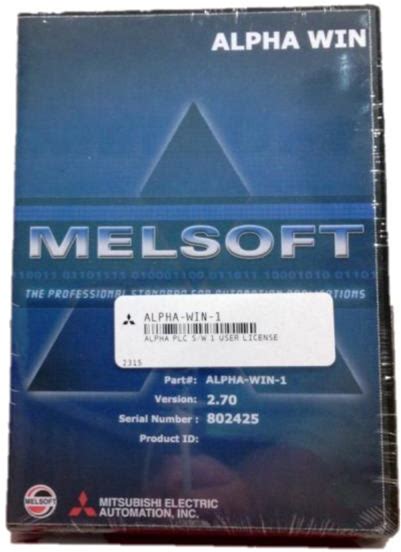 ALPHA WIN
MELSOFT
THE PROFESSIONAL STANDARD FOR AUTOMATION APPLICATIONS
ALPHA-WIN-1
ALPHA PLC S/W 1 USER LICENSE
2315
Part#: ALPHA-WIN-1
Version: 2.70
Serial Number: 802425
Product ID:
MELSOFT
MITSUBISHI ELECTRIC
AUTOMATION, INC.